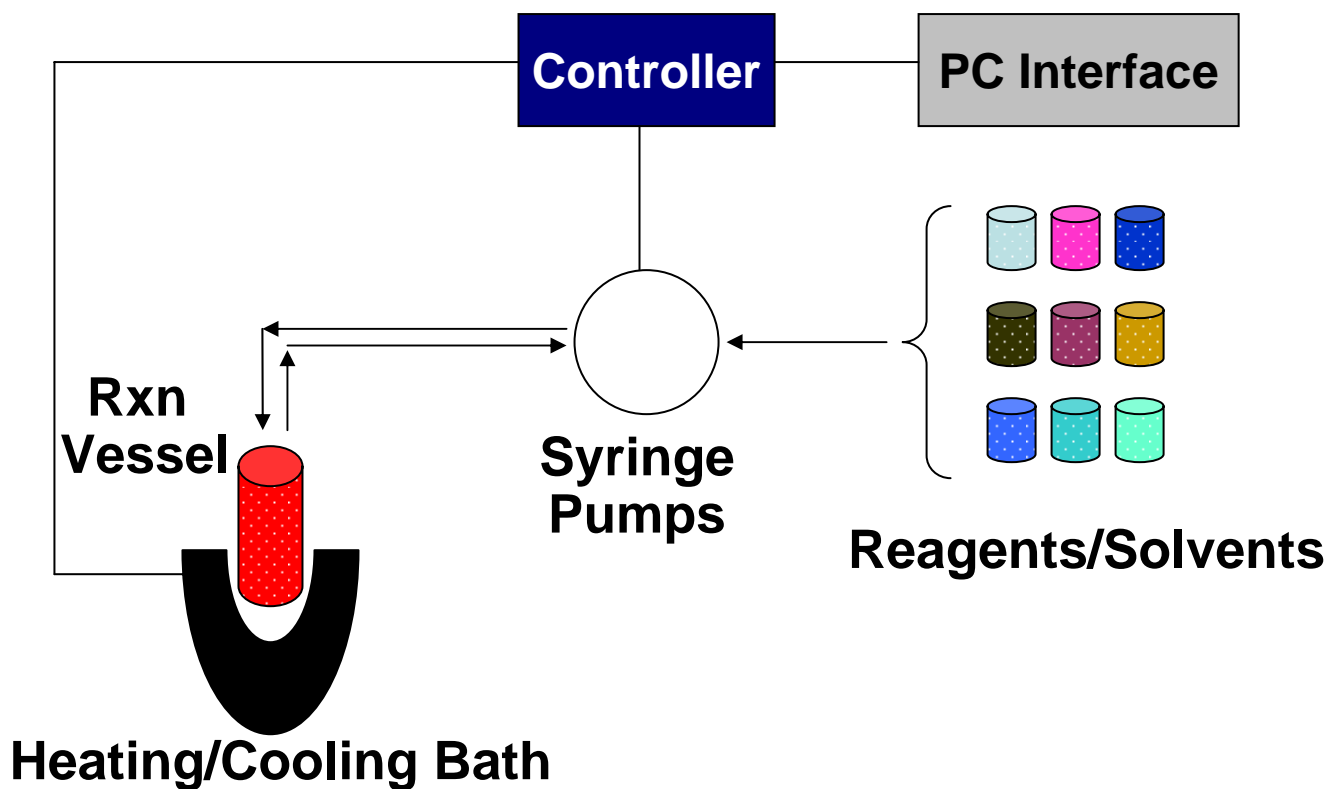 Controller
PC Interface
Rxn
Vessel
Syringe
Pumps
Reagents/Solvents
Heating/Cooling Bath